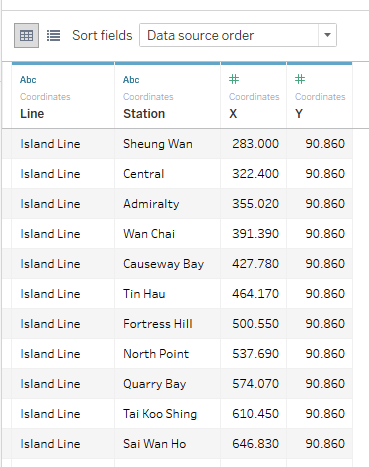 Sort fields Data source order
Abc Abc # #
Coordinates Coordinates Coordinates Coordinates
Line Station X Y
Island Line Sheung Wan 283.000 90.860
Island Line Central 322.400 90.860
Island Line Admiralty 355.020 90.860
Island Line Wan Chai 391.390 90.860
Island Line Causeway Bay 427.780 90.860
Island Line Tin Hau 464.170 90.860
Island Line Fortress Hill 500.550 90.860
Island Line North Point 537.690 90.860
Island Line Quarry Bay 574.070 90.860
Island Line Tai Koo Shing 610.450 90.860
Island Line Sai Wan Ho 646.830 90.860